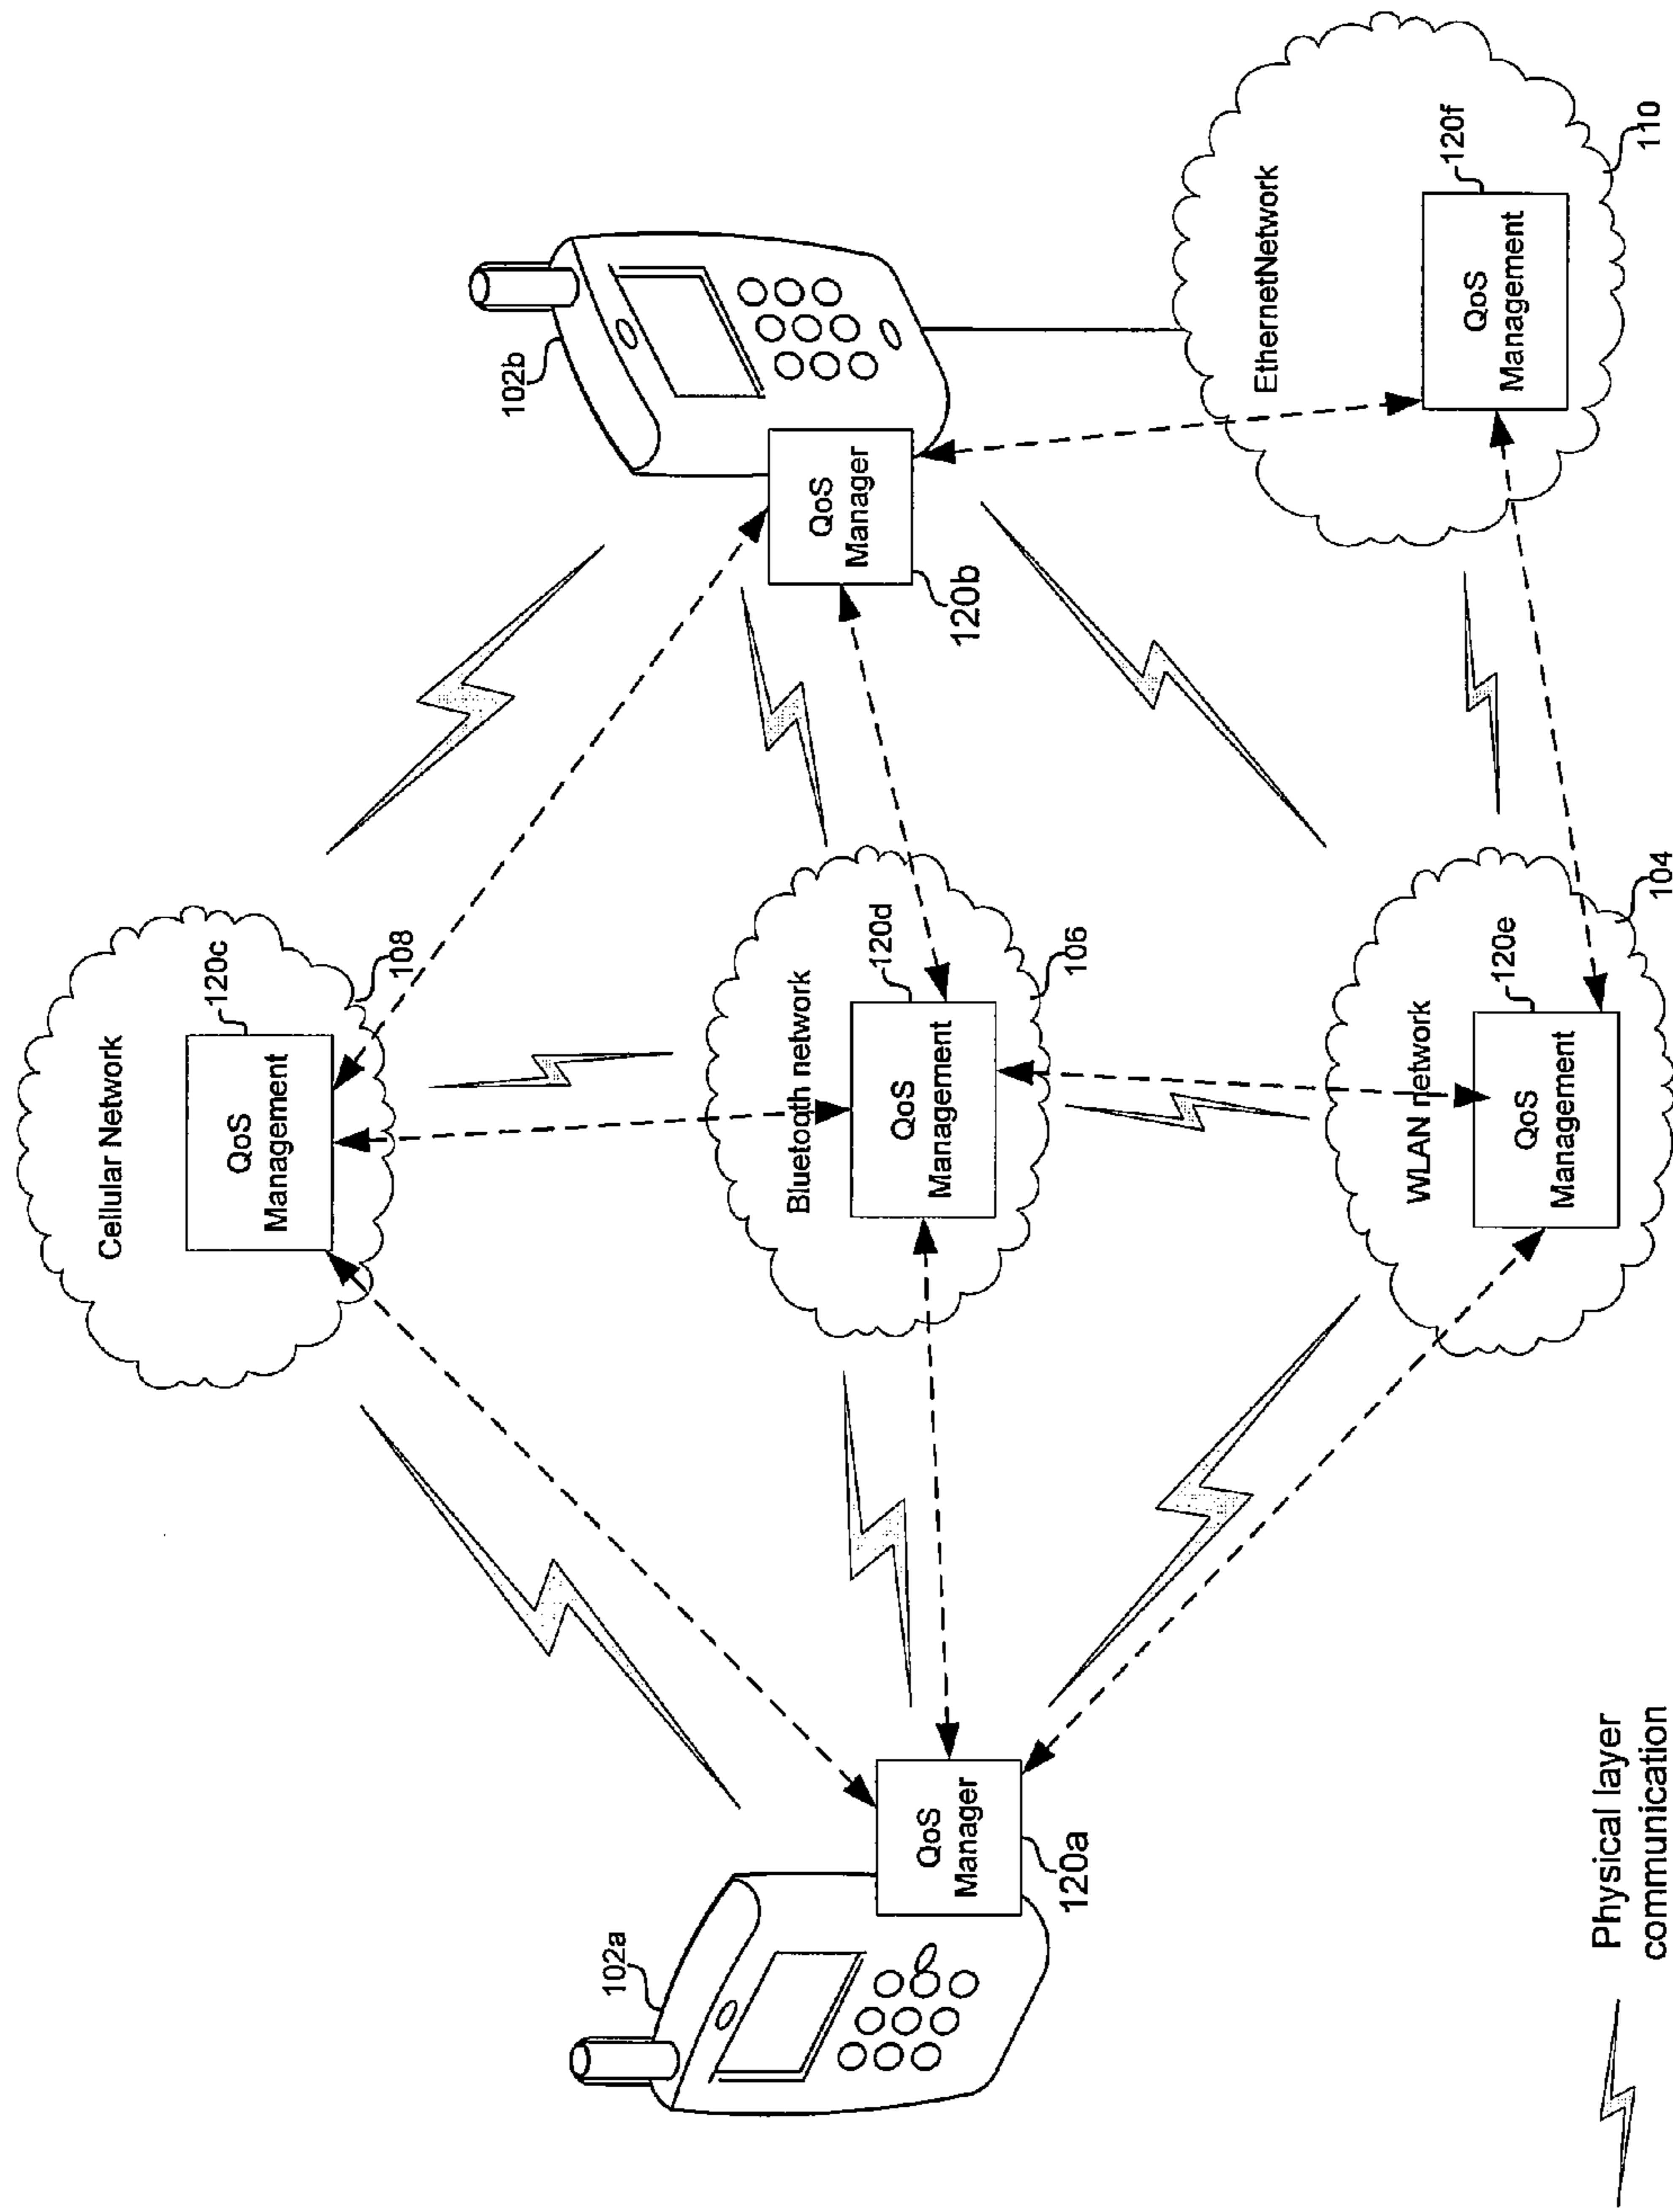 Cellular Network
120c
QoS
Management
108
102b
102a
QoS
Manager
120b
Bluetooth network
120d
QoS
Management
106
QoS
Manager
120a
EthernetNetwork
120f
QoS
Management
110
WLAN network
120e
QoS
Management
104
Physical layer
communication